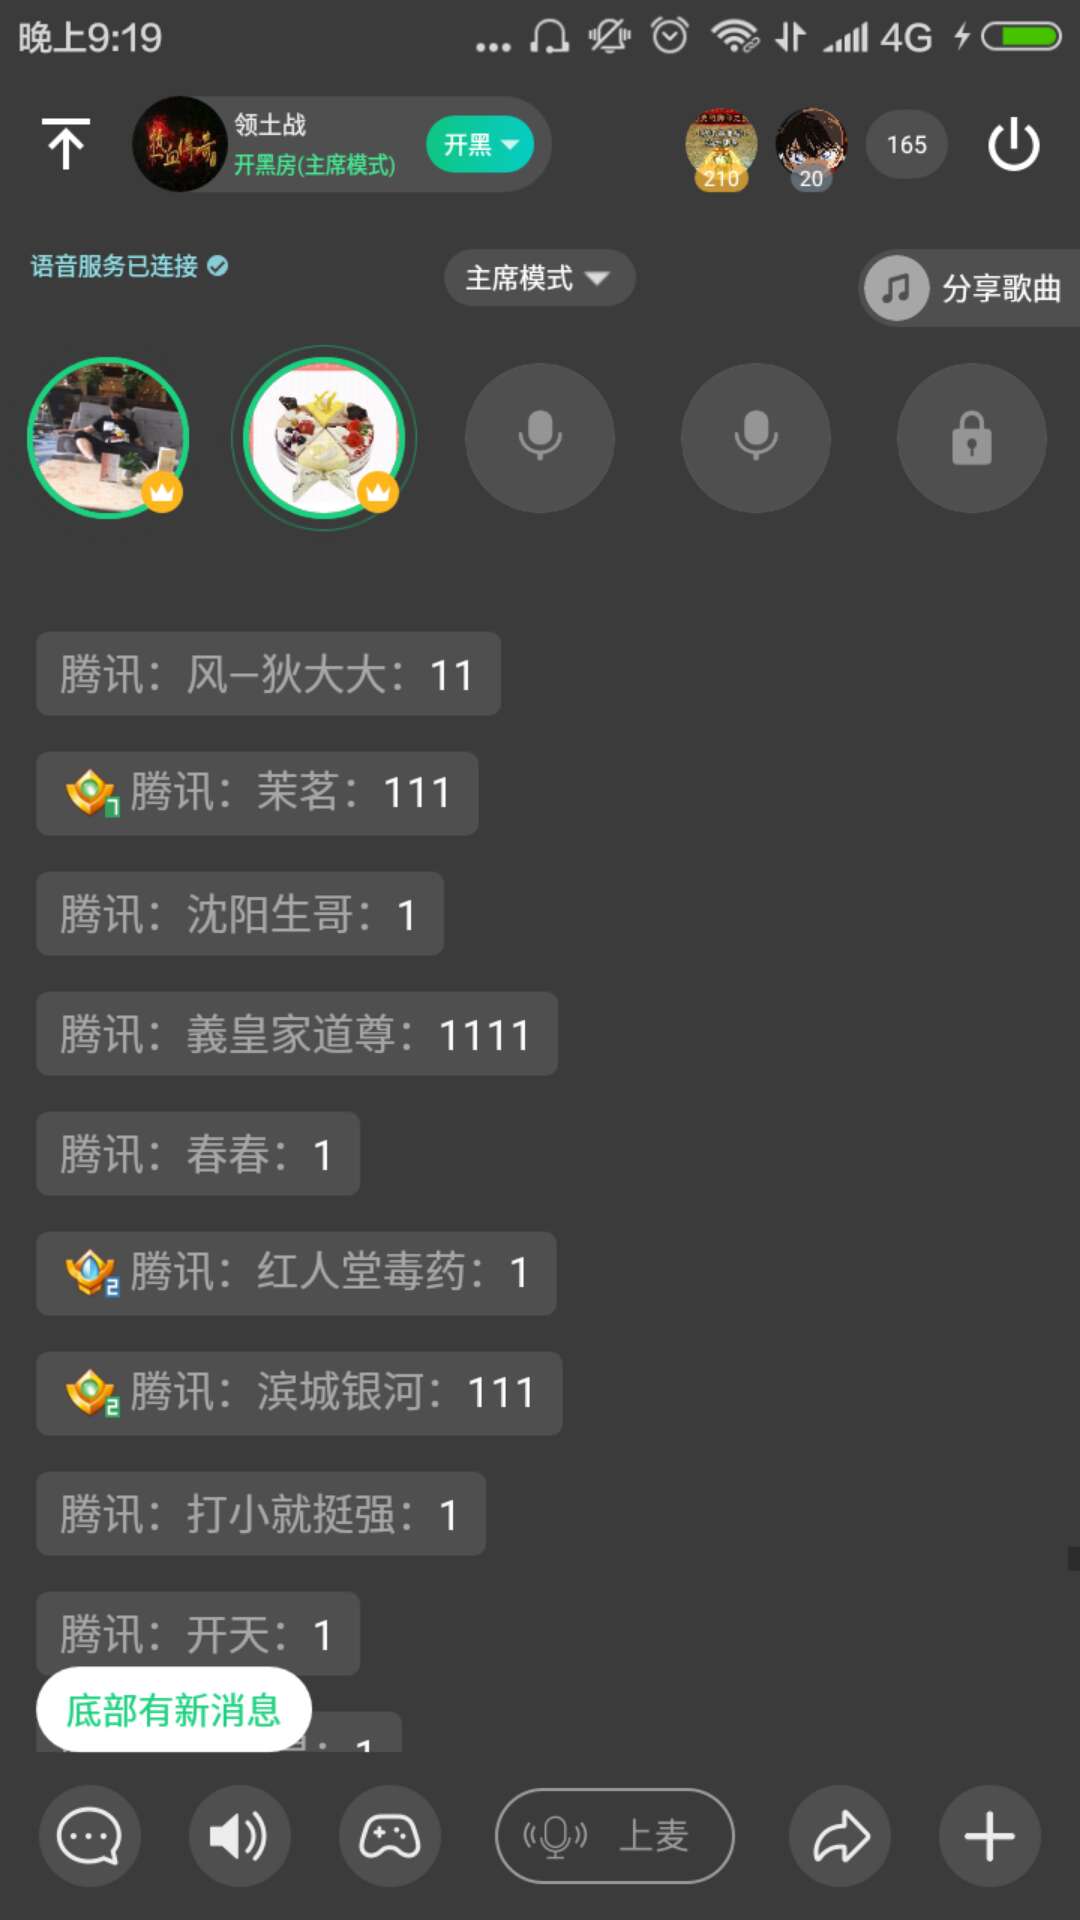 晚上9:19
4G
热血传奇
领土战
开黑房(主席模式)
开黑
210
20
165
语音服务已连接
主席模式
分享歌曲
腾讯：风—狄大大：11
1
腾讯：茉茗：111
腾讯：沈阳生哥：1
腾讯：義皇家道尊：1111
腾讯：春春：1
2
腾讯：红人堂毒药：1
2
腾讯：滨城银河：111
腾讯：打小就挺强：1
腾讯：开天：1
底部有新消息
上麦